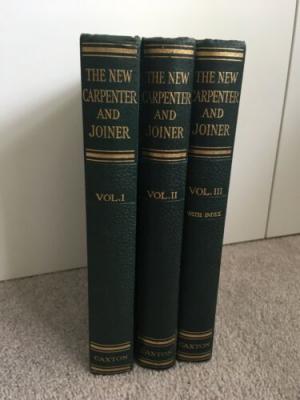 THE NEW
CARPENTER
AND
JOINER
VOL. I
CAXTON
THE NEW
CARPENTER
AND
JOINER
VOL. II
CAXTON
THE NEW
CARPENTER
AND
JOINER
VOL. III
WITH INDEX
CAXTON